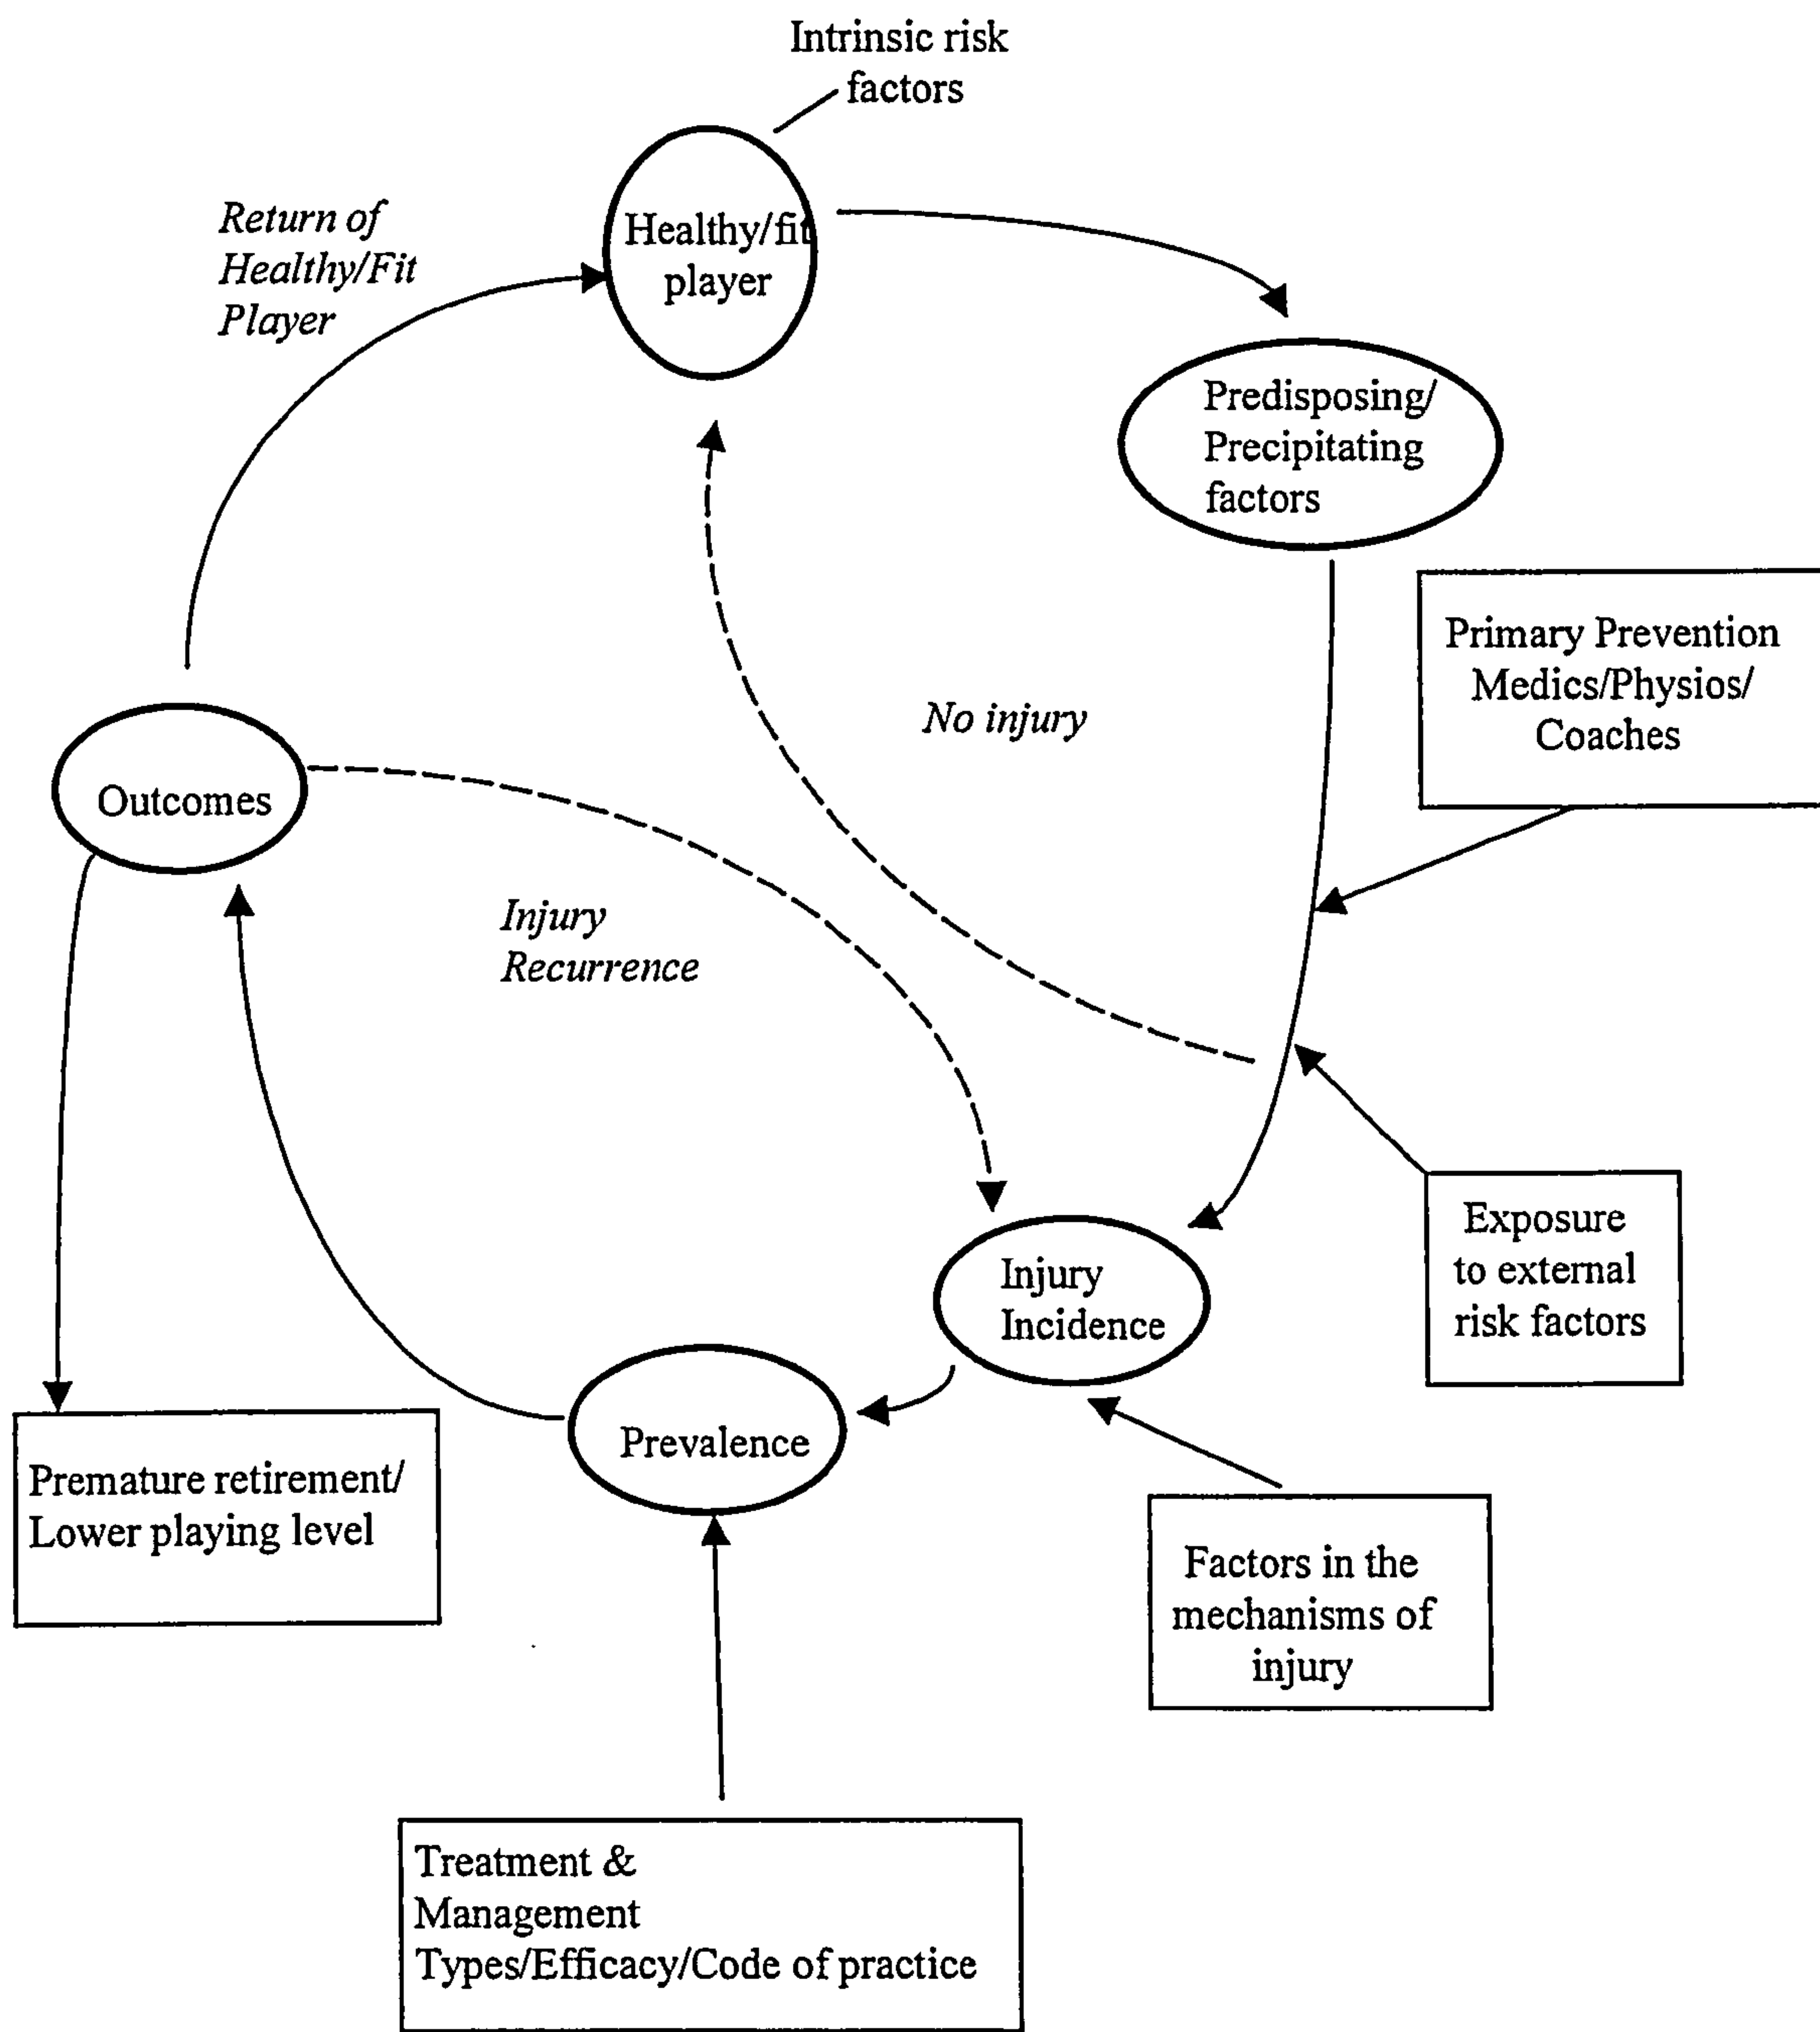 Intrinsic risk
factors
Return of
Healthy/Fit
Player
Healthy/fit
player
Predisposing/
Precipitating
factors
Primary Prevention
Medics/Physios/
Coaches
No injury
Outcomes
Injury
Recurrence
Exposure
to external
risk factors
Injury
Incidence
Prevalence
Premature retirement/
Lower playing level
Factors in the
mechanisms of
injury
Treatment &
Management
Types/Efficacy/Code of practice